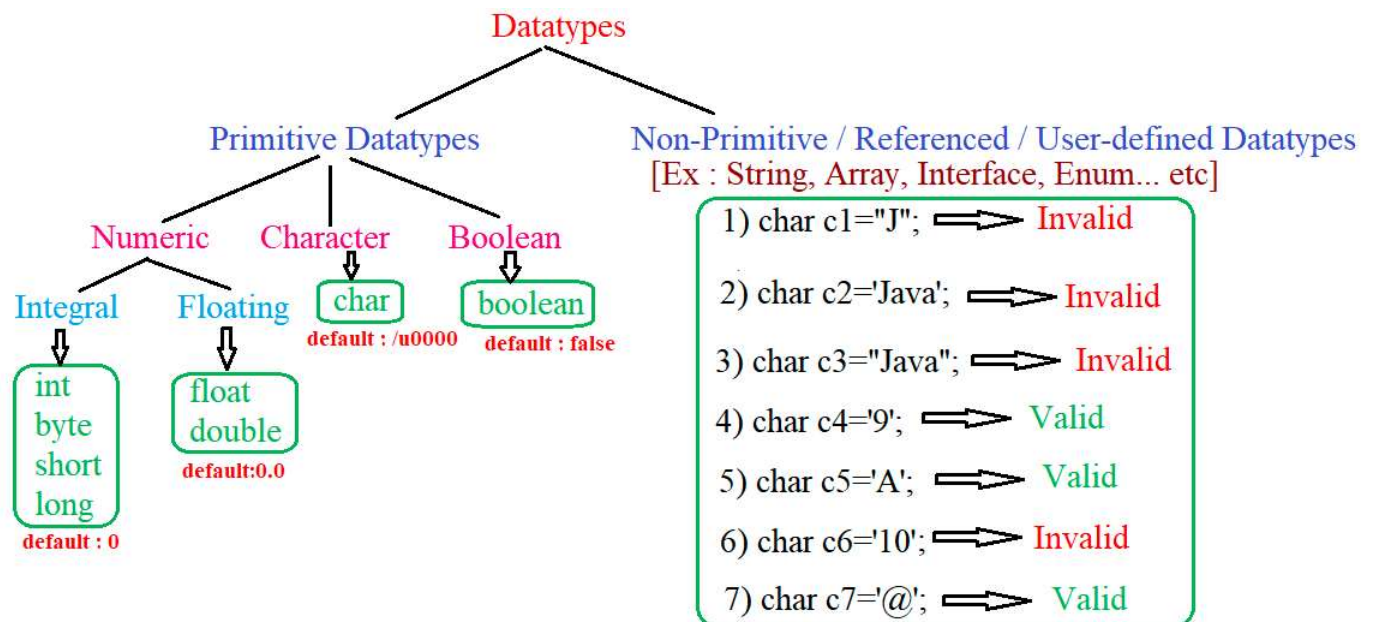 Datatypes
Primitive Datatypes
Non-Primitive / Referenced / User-defined Datatypes
[Ex : String, Array, Interface, Enum... etc]
Numeric
Character
Boolean
Integral
Floating
char
boolean
default : /u0000
default : false
int
byte
short
long
default : 0
float
double
default:0.0
1) char c1="J"; Invalid
2) char c2='Java'; Invalid
3) char c3="Java"; Invalid
4) char c4='9'; Valid
5) char c5='A'; Valid
6) char c6='10'; Invalid
7) char c7='@'; Valid